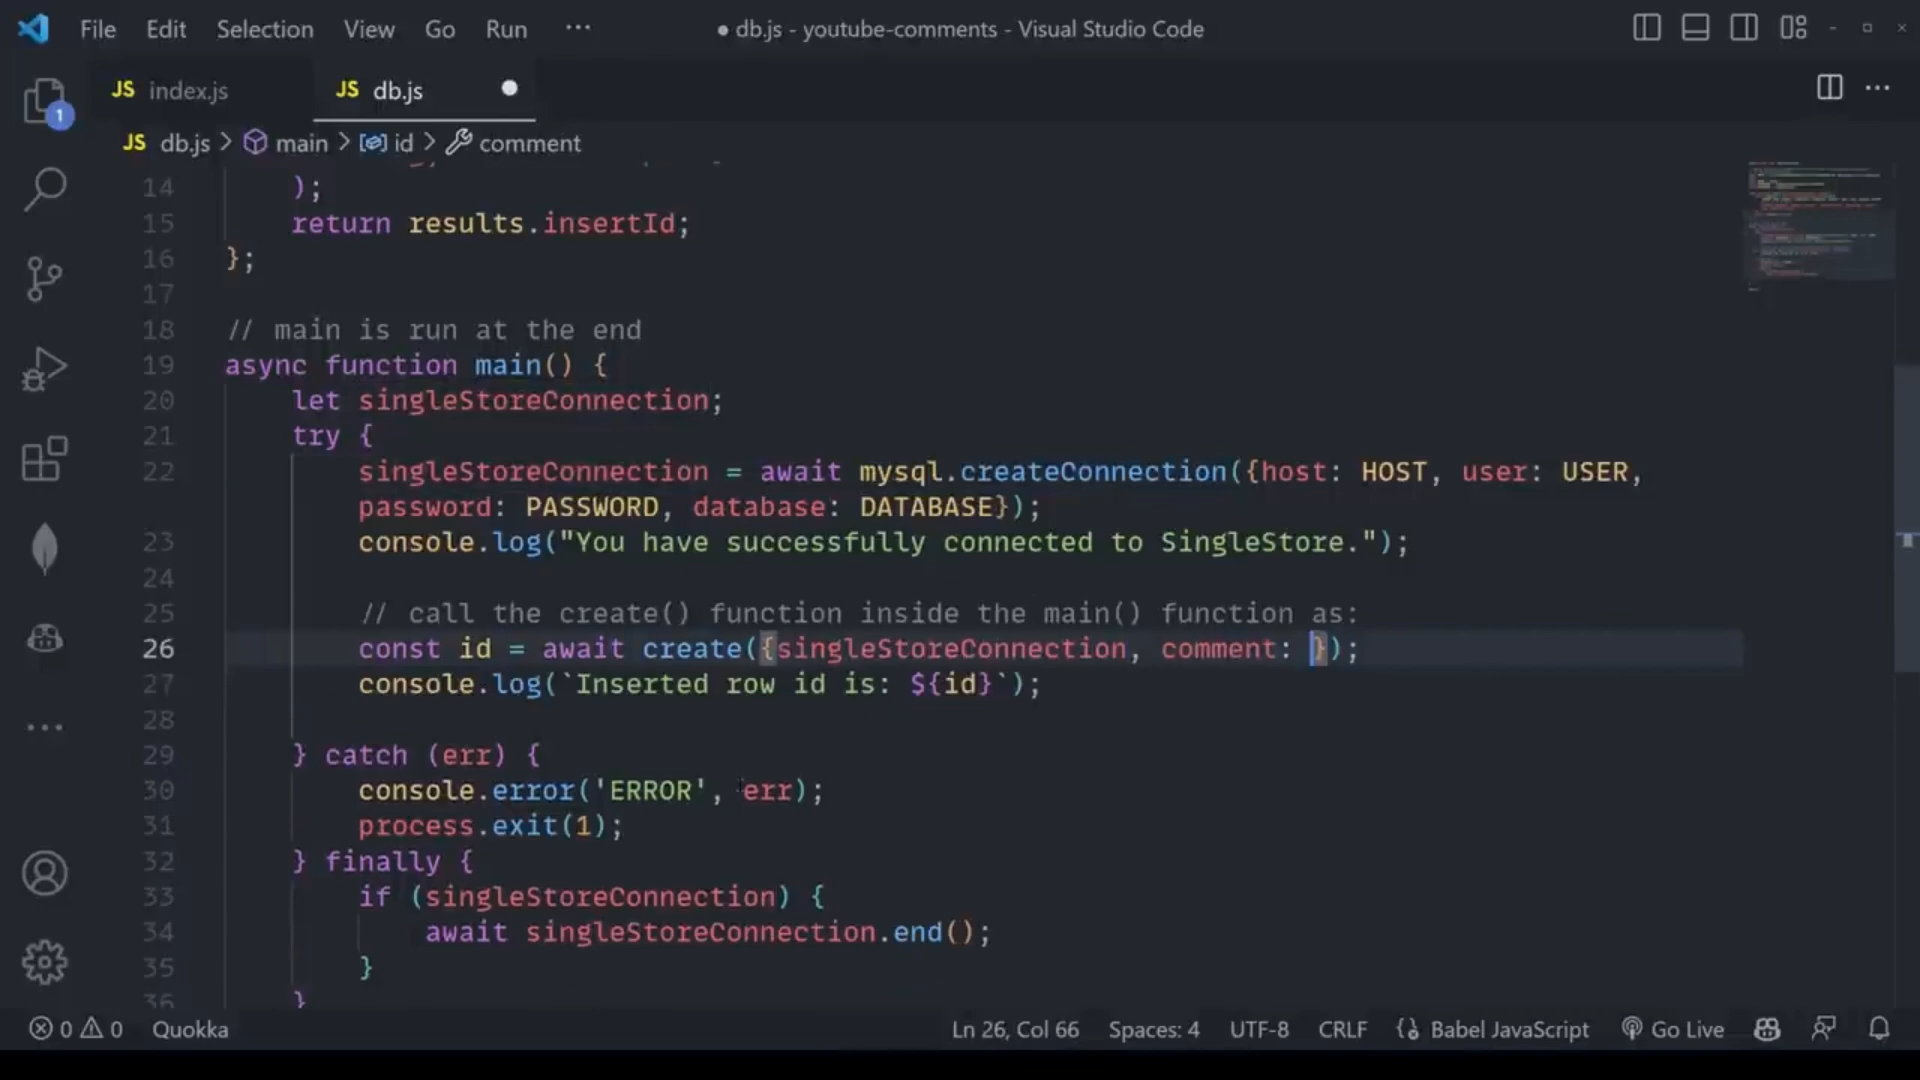 File Edit Selection View Go Run ··· ● db.js - youtube-comments - Visual Studio Code
JS index.js JS db.js
JS db.js > main > id > comment
1
14 );
15 return results.insertId;
16 };
17
18 // main is run at the end
19 async function main() {
20 let singleStoreConnection;
21 try {
22 singleStoreConnection = await mysql.createConnection({host: HOST, user: USER,
password: PASSWORD, database: DATABASE});
23 console.log("You have successfully connected to SingleStore.");
24
25 // call the create() function inside the main() function as:
26 const id = await create({singleStoreConnection, comment: });
27 console.log(`Inserted row id is: ${id}`);
28
29 } catch (err) {
30 console.error('ERROR', err);
31 process.exit(1);
32 } finally {
33 if (singleStoreConnection) {
34 await singleStoreConnection.end();
35 }
36 }
0 0 Quokka Ln 26, Col 66 Spaces: 4 UTF-8 CRLF Babel JavaScript Go Live